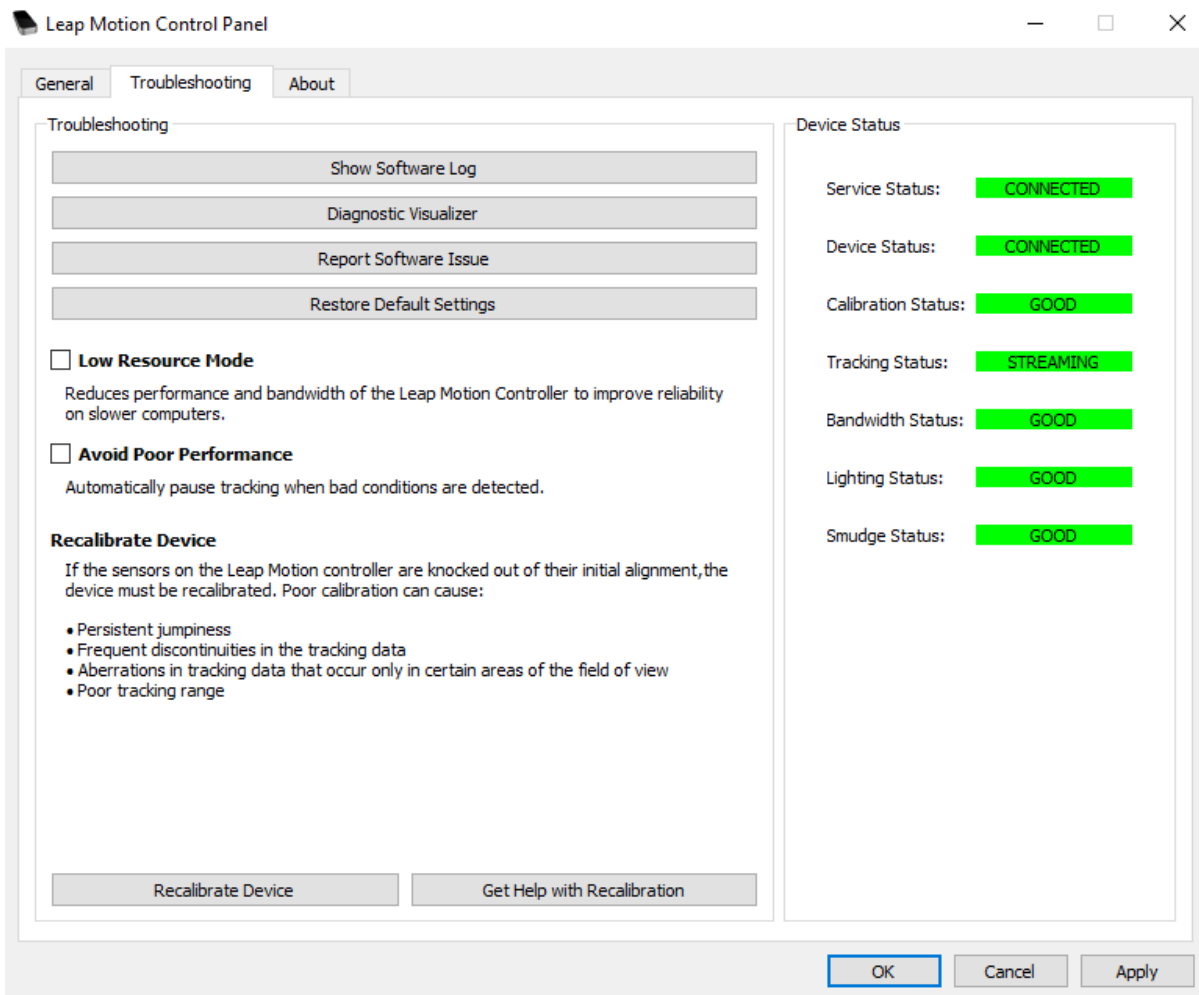 Leap Motion Control Panel
General
Troubleshooting
About
Troubleshooting
Show Software Log
Diagnostic Visualizer
Report Software Issue
Restore Default Settings
Low Resource Mode
Reduces performance and bandwidth of the Leap Motion Controller to improve reliability
on slower computers.
Avoid Poor Performance
Automatically pause tracking when bad conditions are detected.
Recalibrate Device
If the sensors on the Leap Motion controller are knocked out of their initial alignment,the
device must be recalibrated. Poor calibration can cause:
• Persistent jumpiness
• Frequent discontinuities in the tracking data
• Aberrations in tracking data that occur only in certain areas of the field of view
• Poor tracking range
Recalibrate Device
Get Help with Recalibration
Device Status
Service Status: CONNECTED
Device Status: CONNECTED
Calibration Status: GOOD
Tracking Status: STREAMING
Bandwidth Status: GOOD
Lighting Status: GOOD
Smudge Status: GOOD
OK
Cancel
Apply